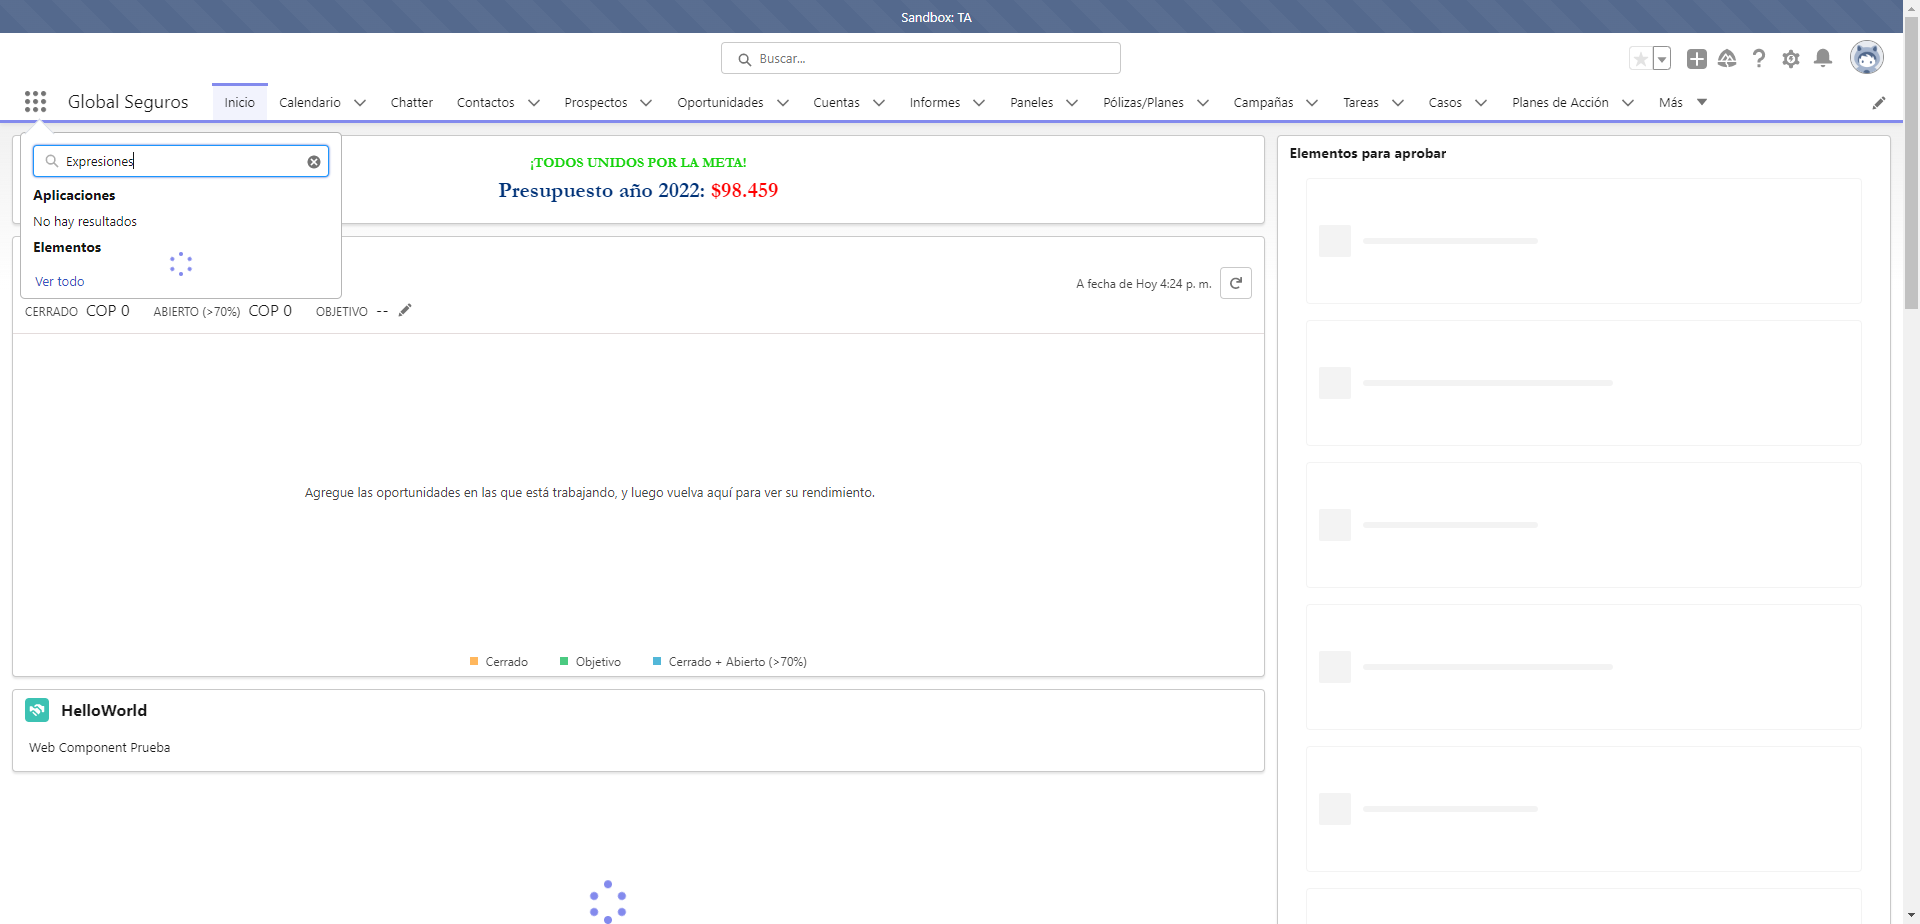 Sandbox: TA
Buscar...
Global Seguros
Inicio
Calendario
Chatter
Contactos
Prospectos
Oportunidades
Cuentas
Informes
Paneles
Pólizas/Planes
Campañas
Tareas
Casos
Planes de Acción
Más
Expresiones
Aplicaciones
No hay resultados
Elementos
Ver todo
¡TODOS UNIDOS POR LA META!
Presupuesto año 2022: $98.459
A fecha de Hoy 4:24 p. m.
CERRADO COP 0 ABIERTO (>70%) COP 0 OBJETIVO --
Agregue las oportunidades en las que está trabajando, y luego vuelva aquí para ver su rendimiento.
Cerrado Objetivo Cerrado + Abierto (>70%)
HelloWorld
Web Component Prueba
Elementos para aprobar